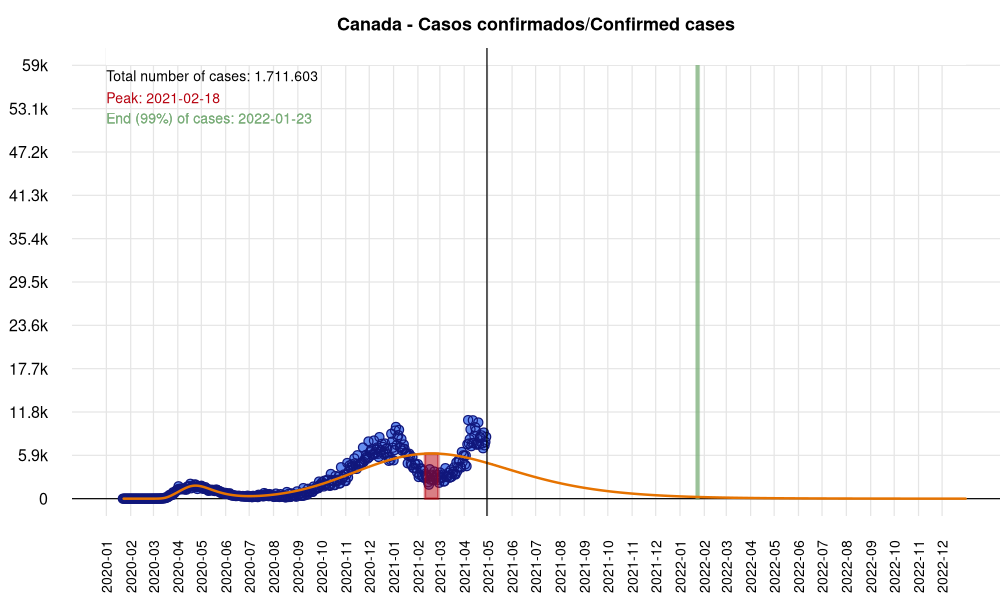 Canada - Casos confirmados/Confirmed cases
59k
Total number of cases: 1.711.603
Peak: 2021-02-18
End (99%) of cases: 2022-01-23
53.1k
47.2k
41.3k
35.4k
29.5k
23.6k
17.7k
11.8k
5.9k
0
2020-01
2020-02
2020-03
2020-04
2020-05
2020-06
2020-07
2020-08
2020-09
2020-10
2020-11
2020-12
2021-01
2021-02
2021-03
2021-04
2021-05
2021-06
2021-07
2021-08
2021-09
2021-10
2021-11
2021-12
2022-01
2022-02
2022-03
2022-04
2022-05
2022-06
2022-07
2022-08
2022-09
2022-10
2022-11
2022-12